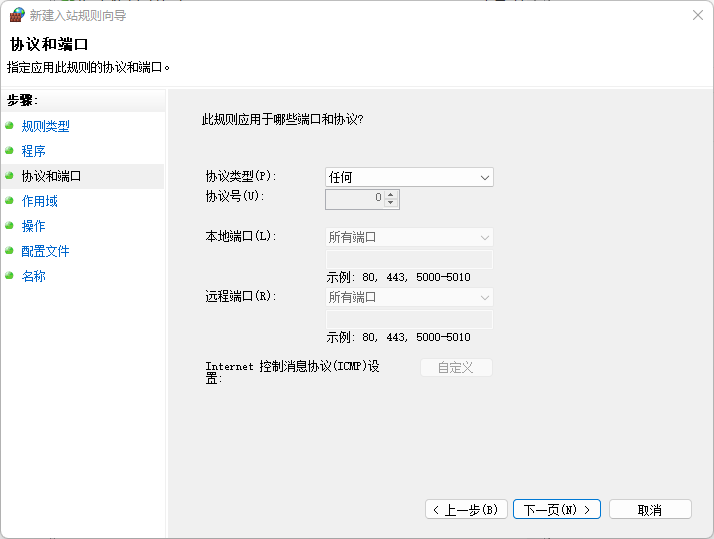 新建入站规则向导
协议和端口
指定应用此规则的协议和端口。
步骤:
规则类型
程序
协议和端口
作用域
操作
配置文件
名称
此规则应用于哪些端口和协议?
协议类型(P): 任何
协议号(U): 0
本地端口(L): 所有端口
示例: 80, 443, 5000-5010
远程端口(R): 所有端口
示例: 80, 443, 5000-5010
Internet 控制消息协议(ICMP)设
置: 自定义
< 上一步(B) 下一页(N) > 取消